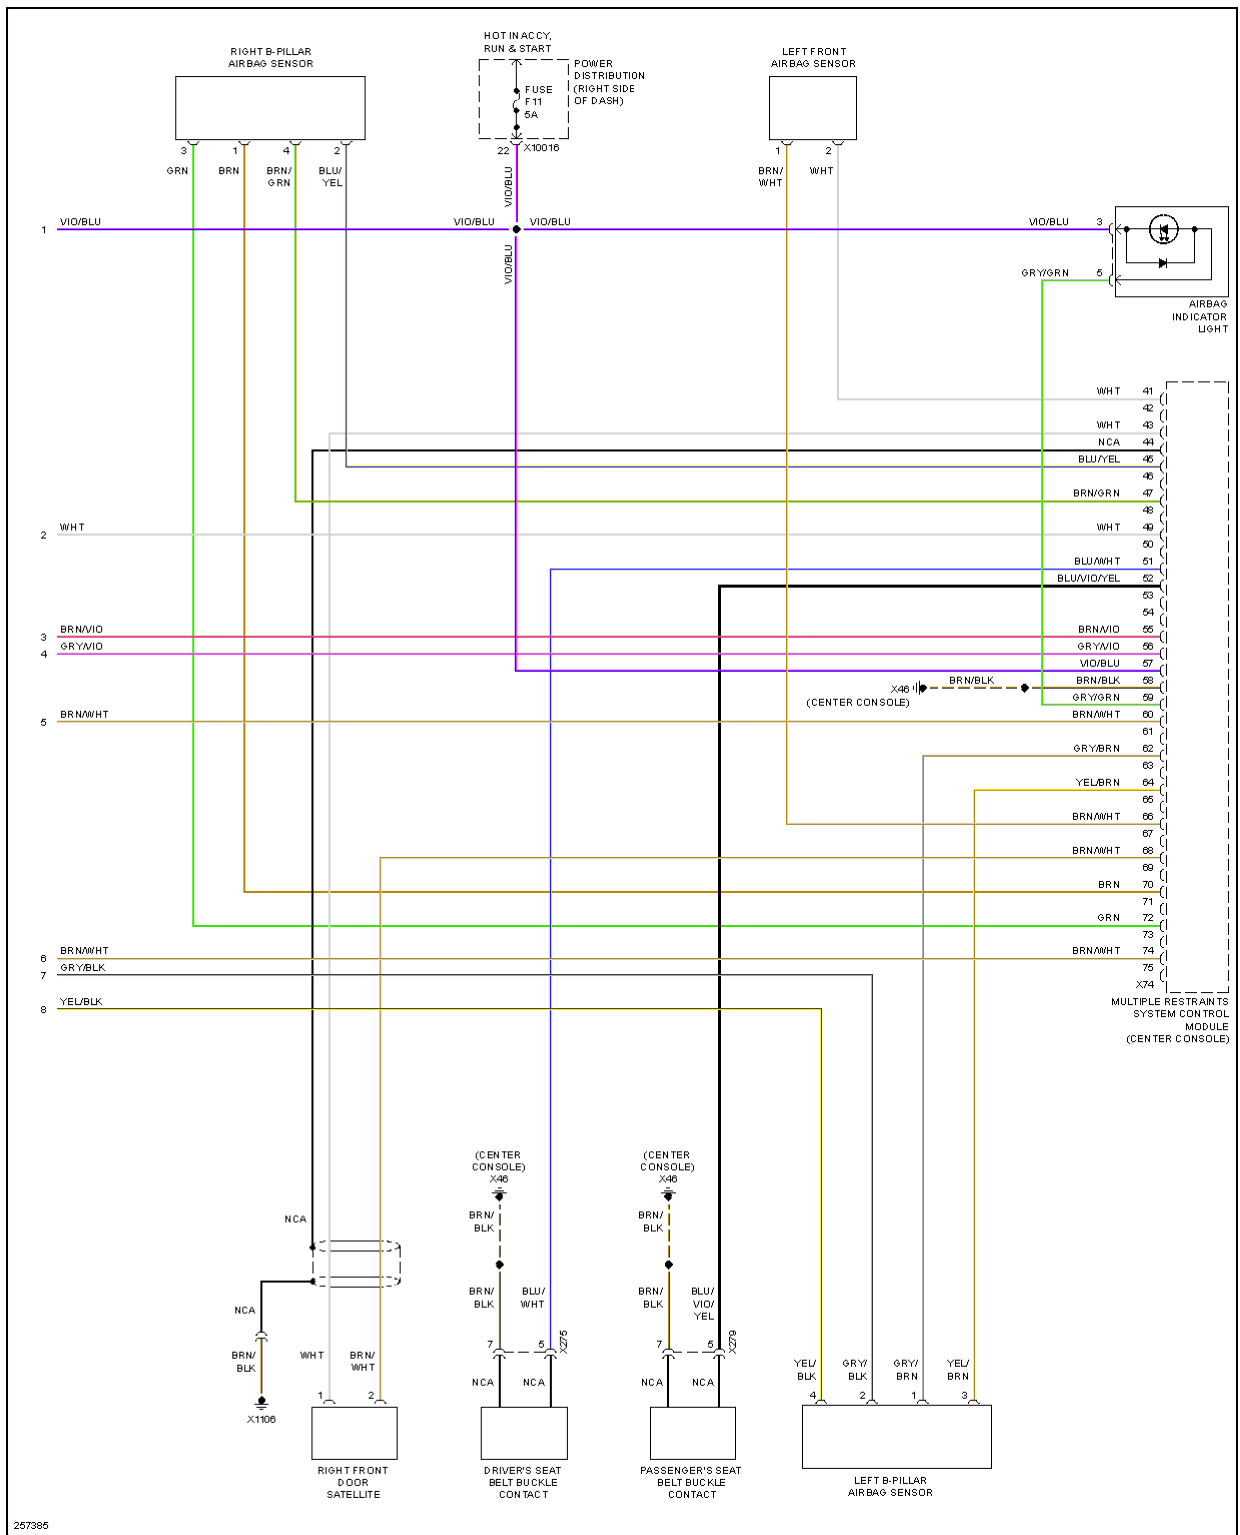 HOT IN ACCY,
RUN & START
RIGHT B-PILLAR
AIRBAG SENSOR
POWER
DISTRIBUTION
(RIGHT SIDE
OF DASH)
FUSE
F11
5A
LEFT FRONT
AIRBAG SENSOR
3 1 4 2
22 X10016
1 2
GRN BRN BRN/
GRN
BLU/
YEL
VIO/BLU
BRN/
WHT
WHT
1 VIO/BLU VIO/BLU VIO/BLU VIO/BLU 3
VIO/BLU
GRY/GRN 5
AIRBAG
INDICATOR
LIGHT
WHT 41
42
WHT 43
NCA 44
BLU/YEL 45
46
BRN/GRN 47
48
2 WHT WHT 49
50
BLU/WHT 51
BLU/VIO/YEL 52
53
54
3 BRN/VIO BRN/VIO 55
4 GRY/VIO GRY/VIO 56
VIO/BLU 57
X46 BRN/BLK BRN/BLK 58
(CENTER CONSOLE)
GRY/GRN 59
5 BRN/WHT BRN/WHT 60
61
GRY/BRN 62
63
YEL/BRN 64
65
BRN/WHT 66
67
BRN/WHT 68
69
BRN 70
71
GRN 72
73
6 BRN/WHT BRN/WHT 74
7 GRY/BLK 75
X74
8 YEL/BLK
MULTIPLE RESTRAINTS
SYSTEM CONTROL
MODULE
(CENTER CONSOLE)
(CENTER
CONSOLE)
X46
(CENTER
CONSOLE)
X46
NCA
BRN/
BLK
BRN/
BLK
NCA
BRN/
BLK
BLU/
WHT
BRN/
BLK
BLU/
VIO/
YEL
7 5 X275
7 5 X279
BRN/
BLK
WHT
BRN/
WHT
NCA NCA NCA NCA
YEL/
BLK
GRY/
BLK
GRY/
BRN
YEL/
BRN
1 2
4 2 1 3
X1106
RIGHT FRONT
DOOR
SATELLITE
DRIVER'S SEAT
BELT BUCKLE
CONTACT
PASSENGER'S SEAT
BELT BUCKLE
CONTACT
LEFT B-PILLAR
AIRBAG SENSOR
257385